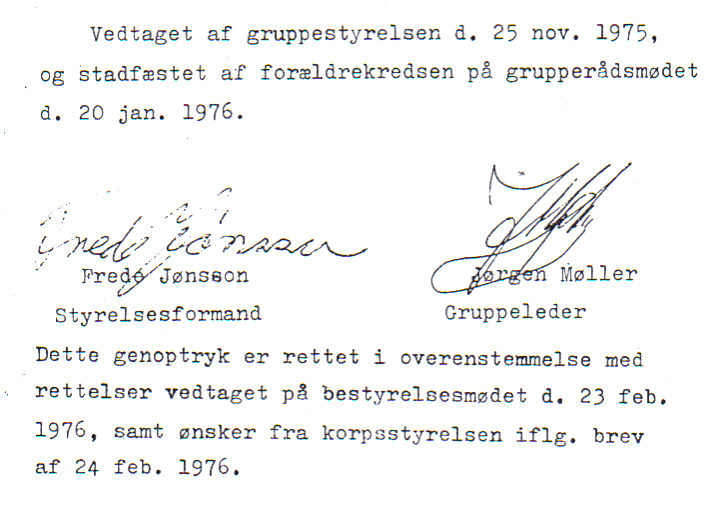 Vedtaget af gruppestyrelsen d. 25 nov. 1975,
og stadfæstet af forældrekredsen på grupperådsmødet
d. 20 jan. 1976.
Fredé Jønsson
Fredé Jønsson Jørgen Møller
Styrelsesformand Gruppeleder
Dette genoptryk er rettet i overenstemmelse med
rettelser vedtaget på bestyrelsesmødet d. 23 feb.
1976, samt ønsker fra korpsstyrelsen iflg. brev
af 24 feb. 1976.